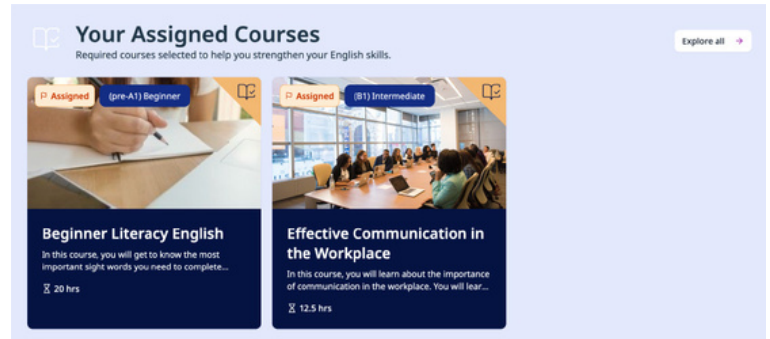 Your Assigned Courses
Required courses selected to help you strengthen your English skills.
Explore all
Assigned
(pre-A1) Beginner
Beginner Literacy English
In this course, you will get to know the most
important sight words you need to complete...
20 hrs
Assigned
(B1) Intermediate
Effective Communication in
the Workplace
In this course, you will learn about the importance
of communication in the workplace. You will lear...
12.5 hrs